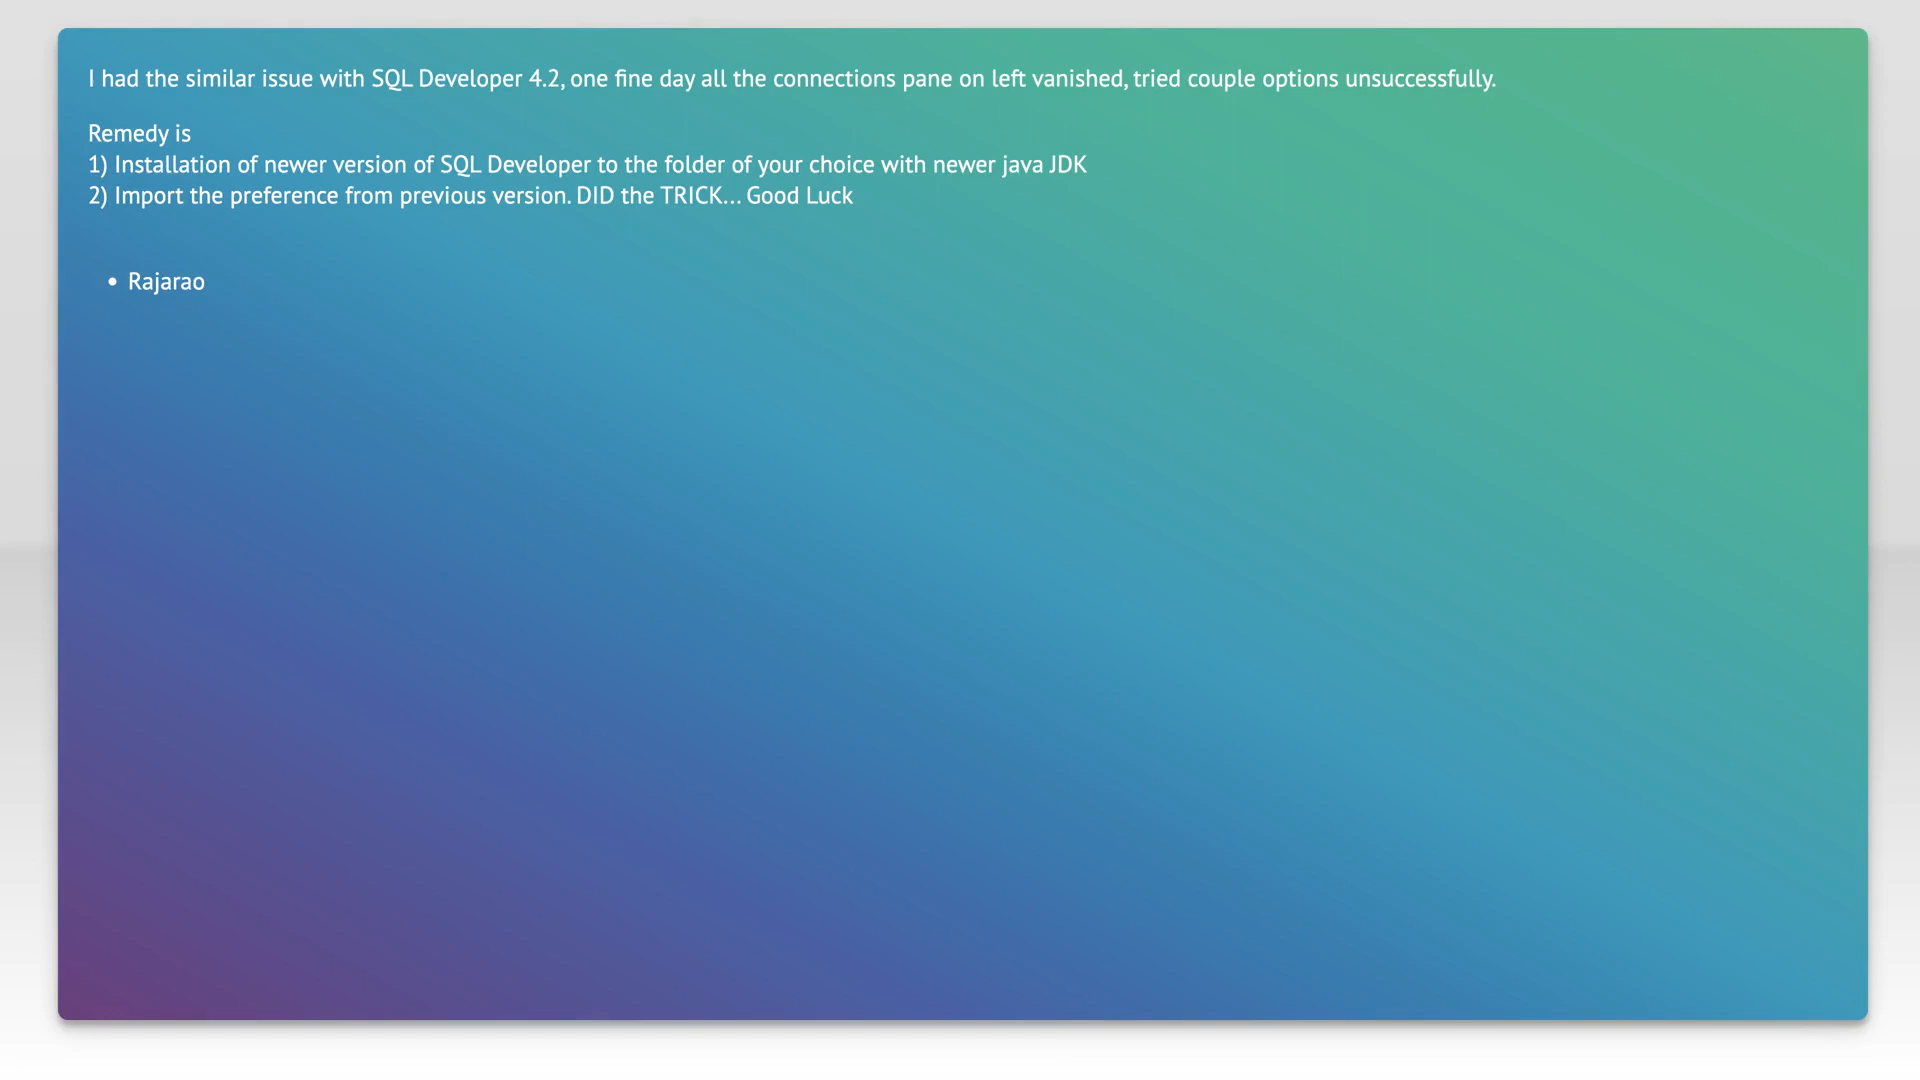 I had the similar issue with SQL Developer 4.2, one fine day all the connections pane on left vanished, tried couple options unsuccessfully.
Remedy is
1) Installation of newer version of SQL Developer to the folder of your choice with newer java JDK
2) Import the preference from previous version. DID the TRICK... Good Luck
• Rajarao